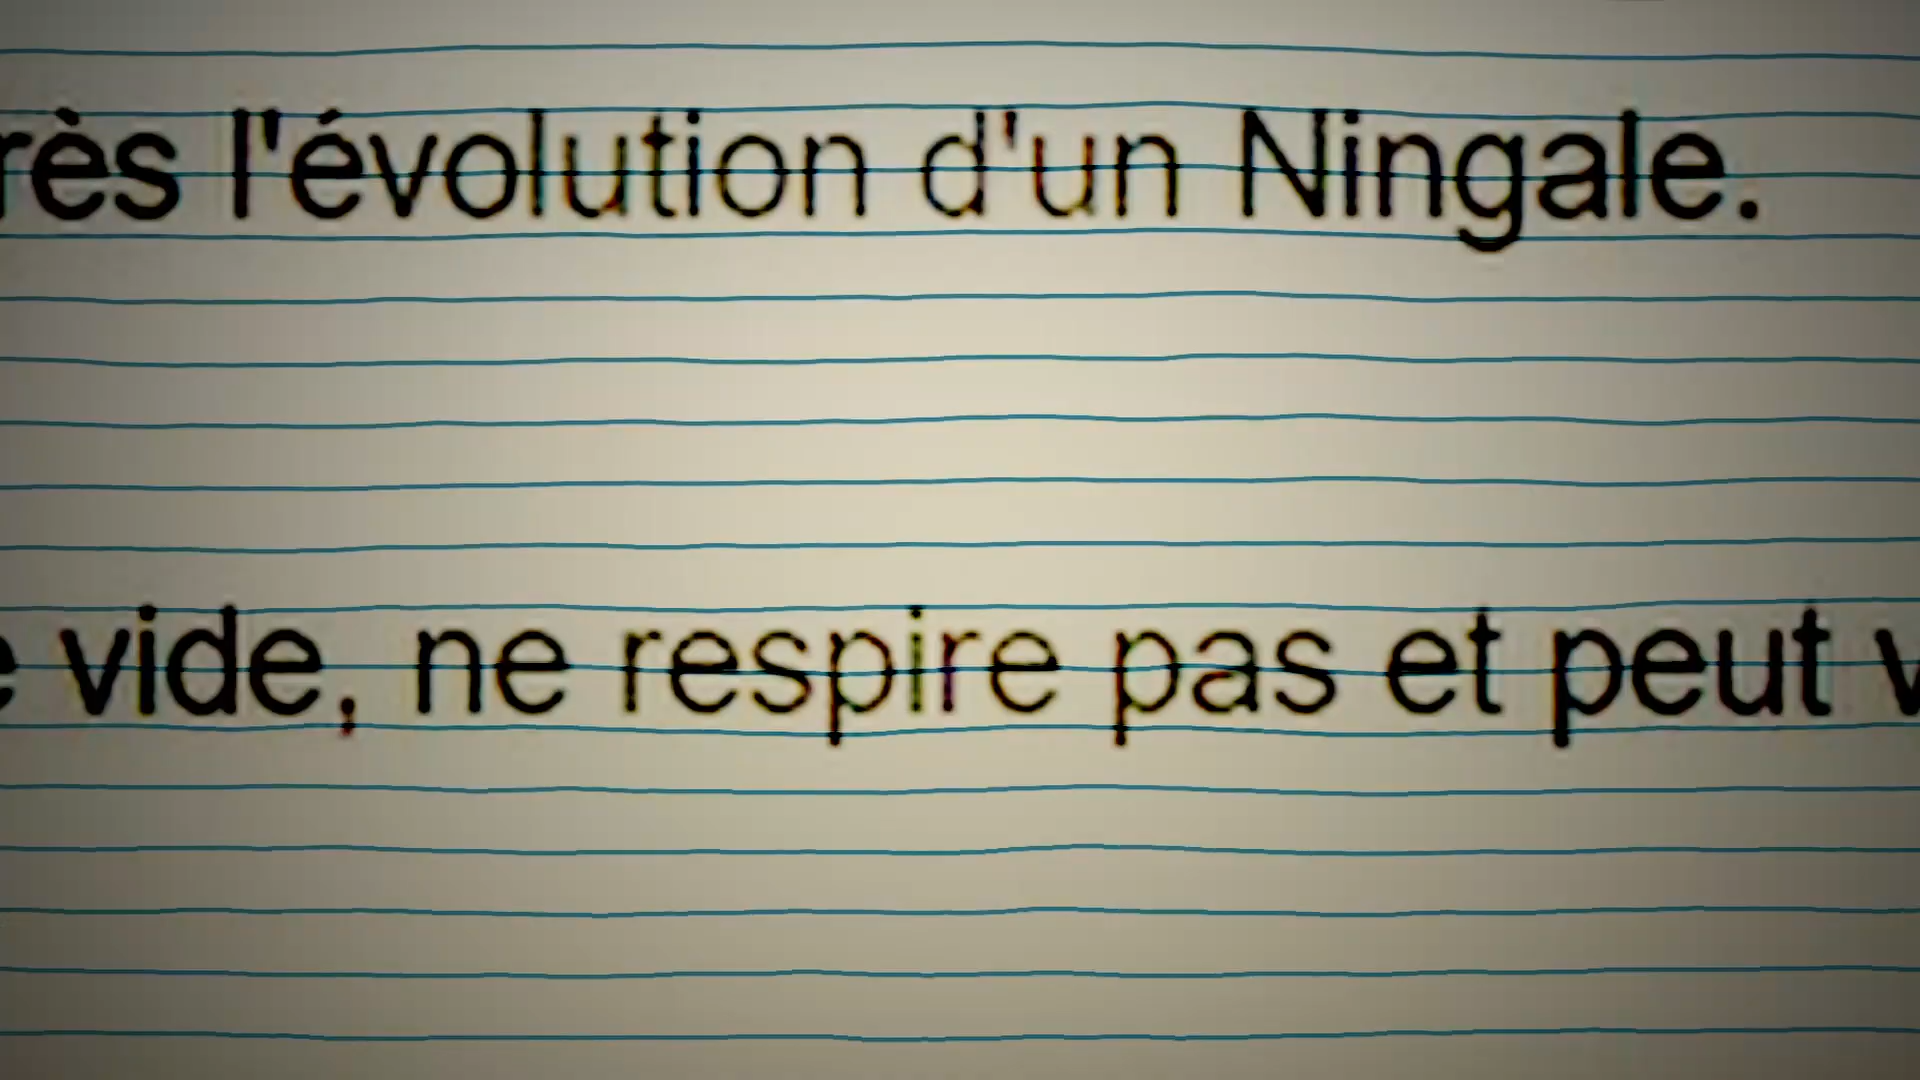 rès l'évolution d'un Ningale.
e vide, ne respire pas et peut v